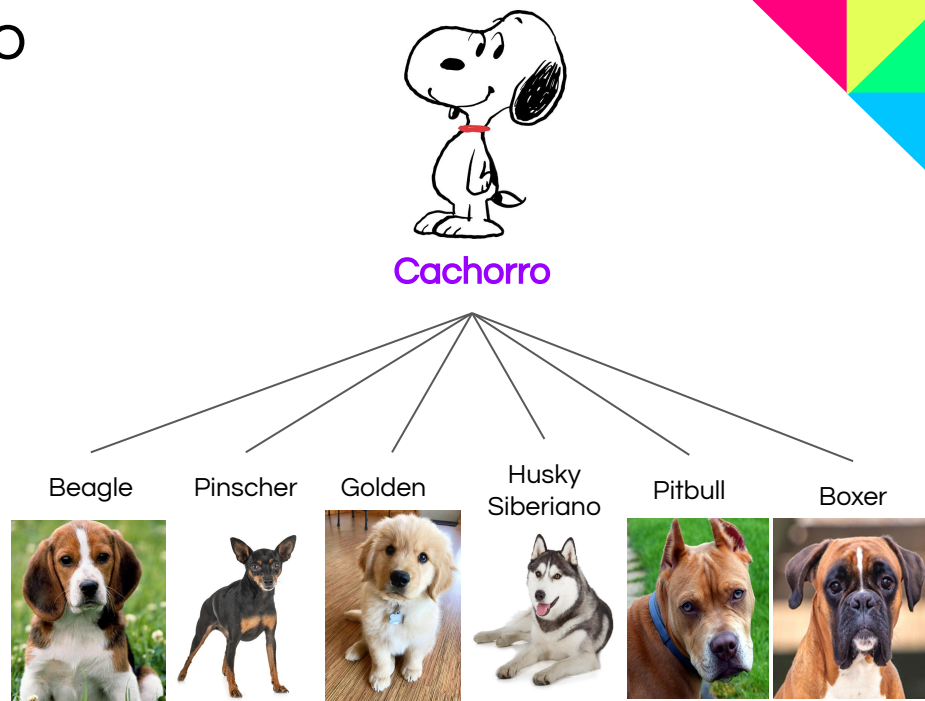 o
Cachorro
Beagle
Pinscher
Golden
Husky
Siberiano
Pitbull
Boxer